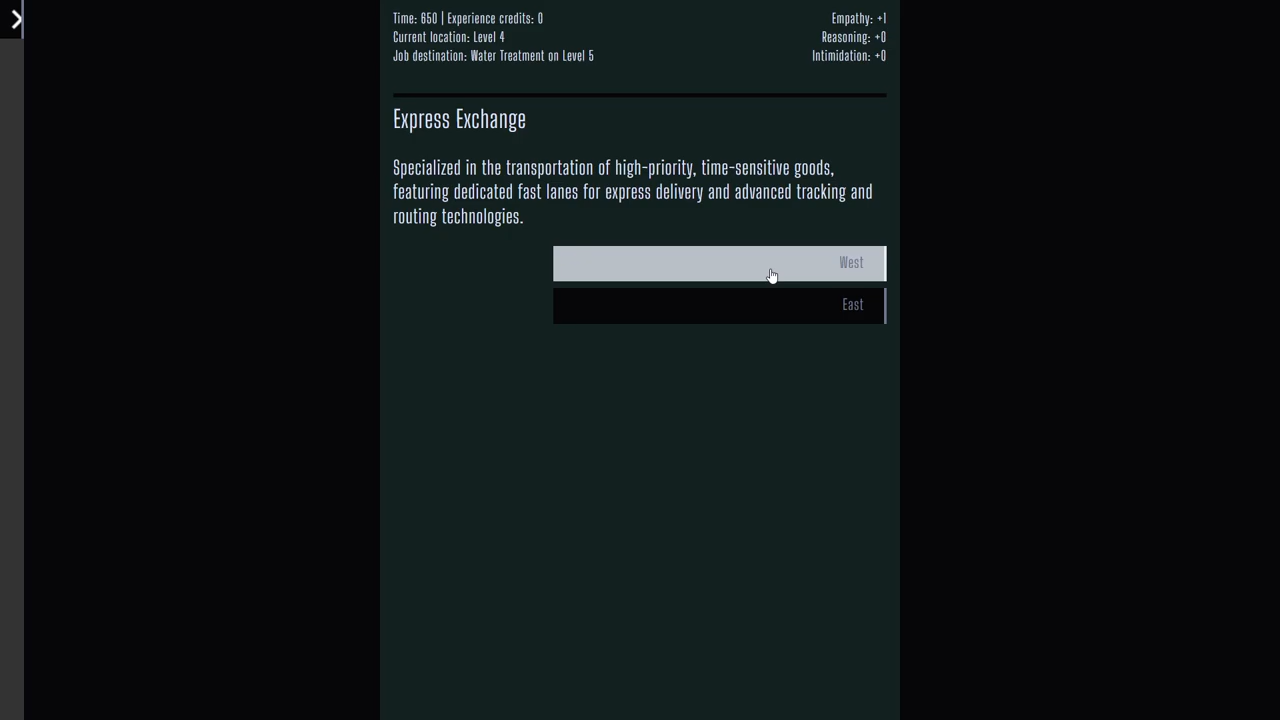 Time: 650 | Experience credits: 0
Current location: Level 4
Job destination: Water Treatment on Level 5
Empathy: +1
Reasoning: +0
Intimidation: +0
Express Exchange
Specialized in the transportation of high-priority, time-sensitive goods,
featuring dedicated fast lanes for express delivery and advanced tracking and
routing technologies.
West
East